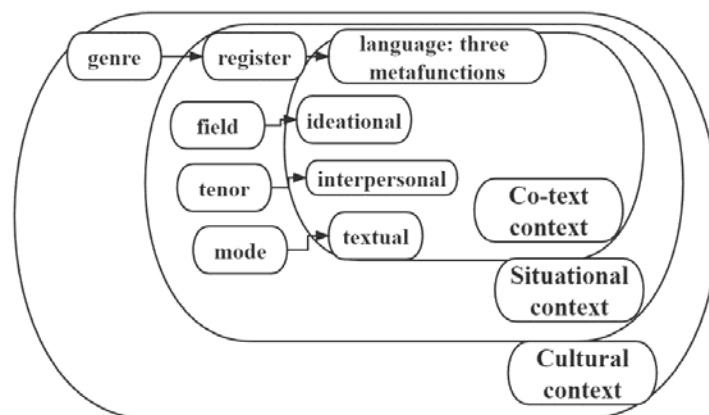 genre
register
language: three
metafunctions
field
ideational
tenor
interpersonal
mode
textual
Co-text
context
Situational
context
Cultural
context